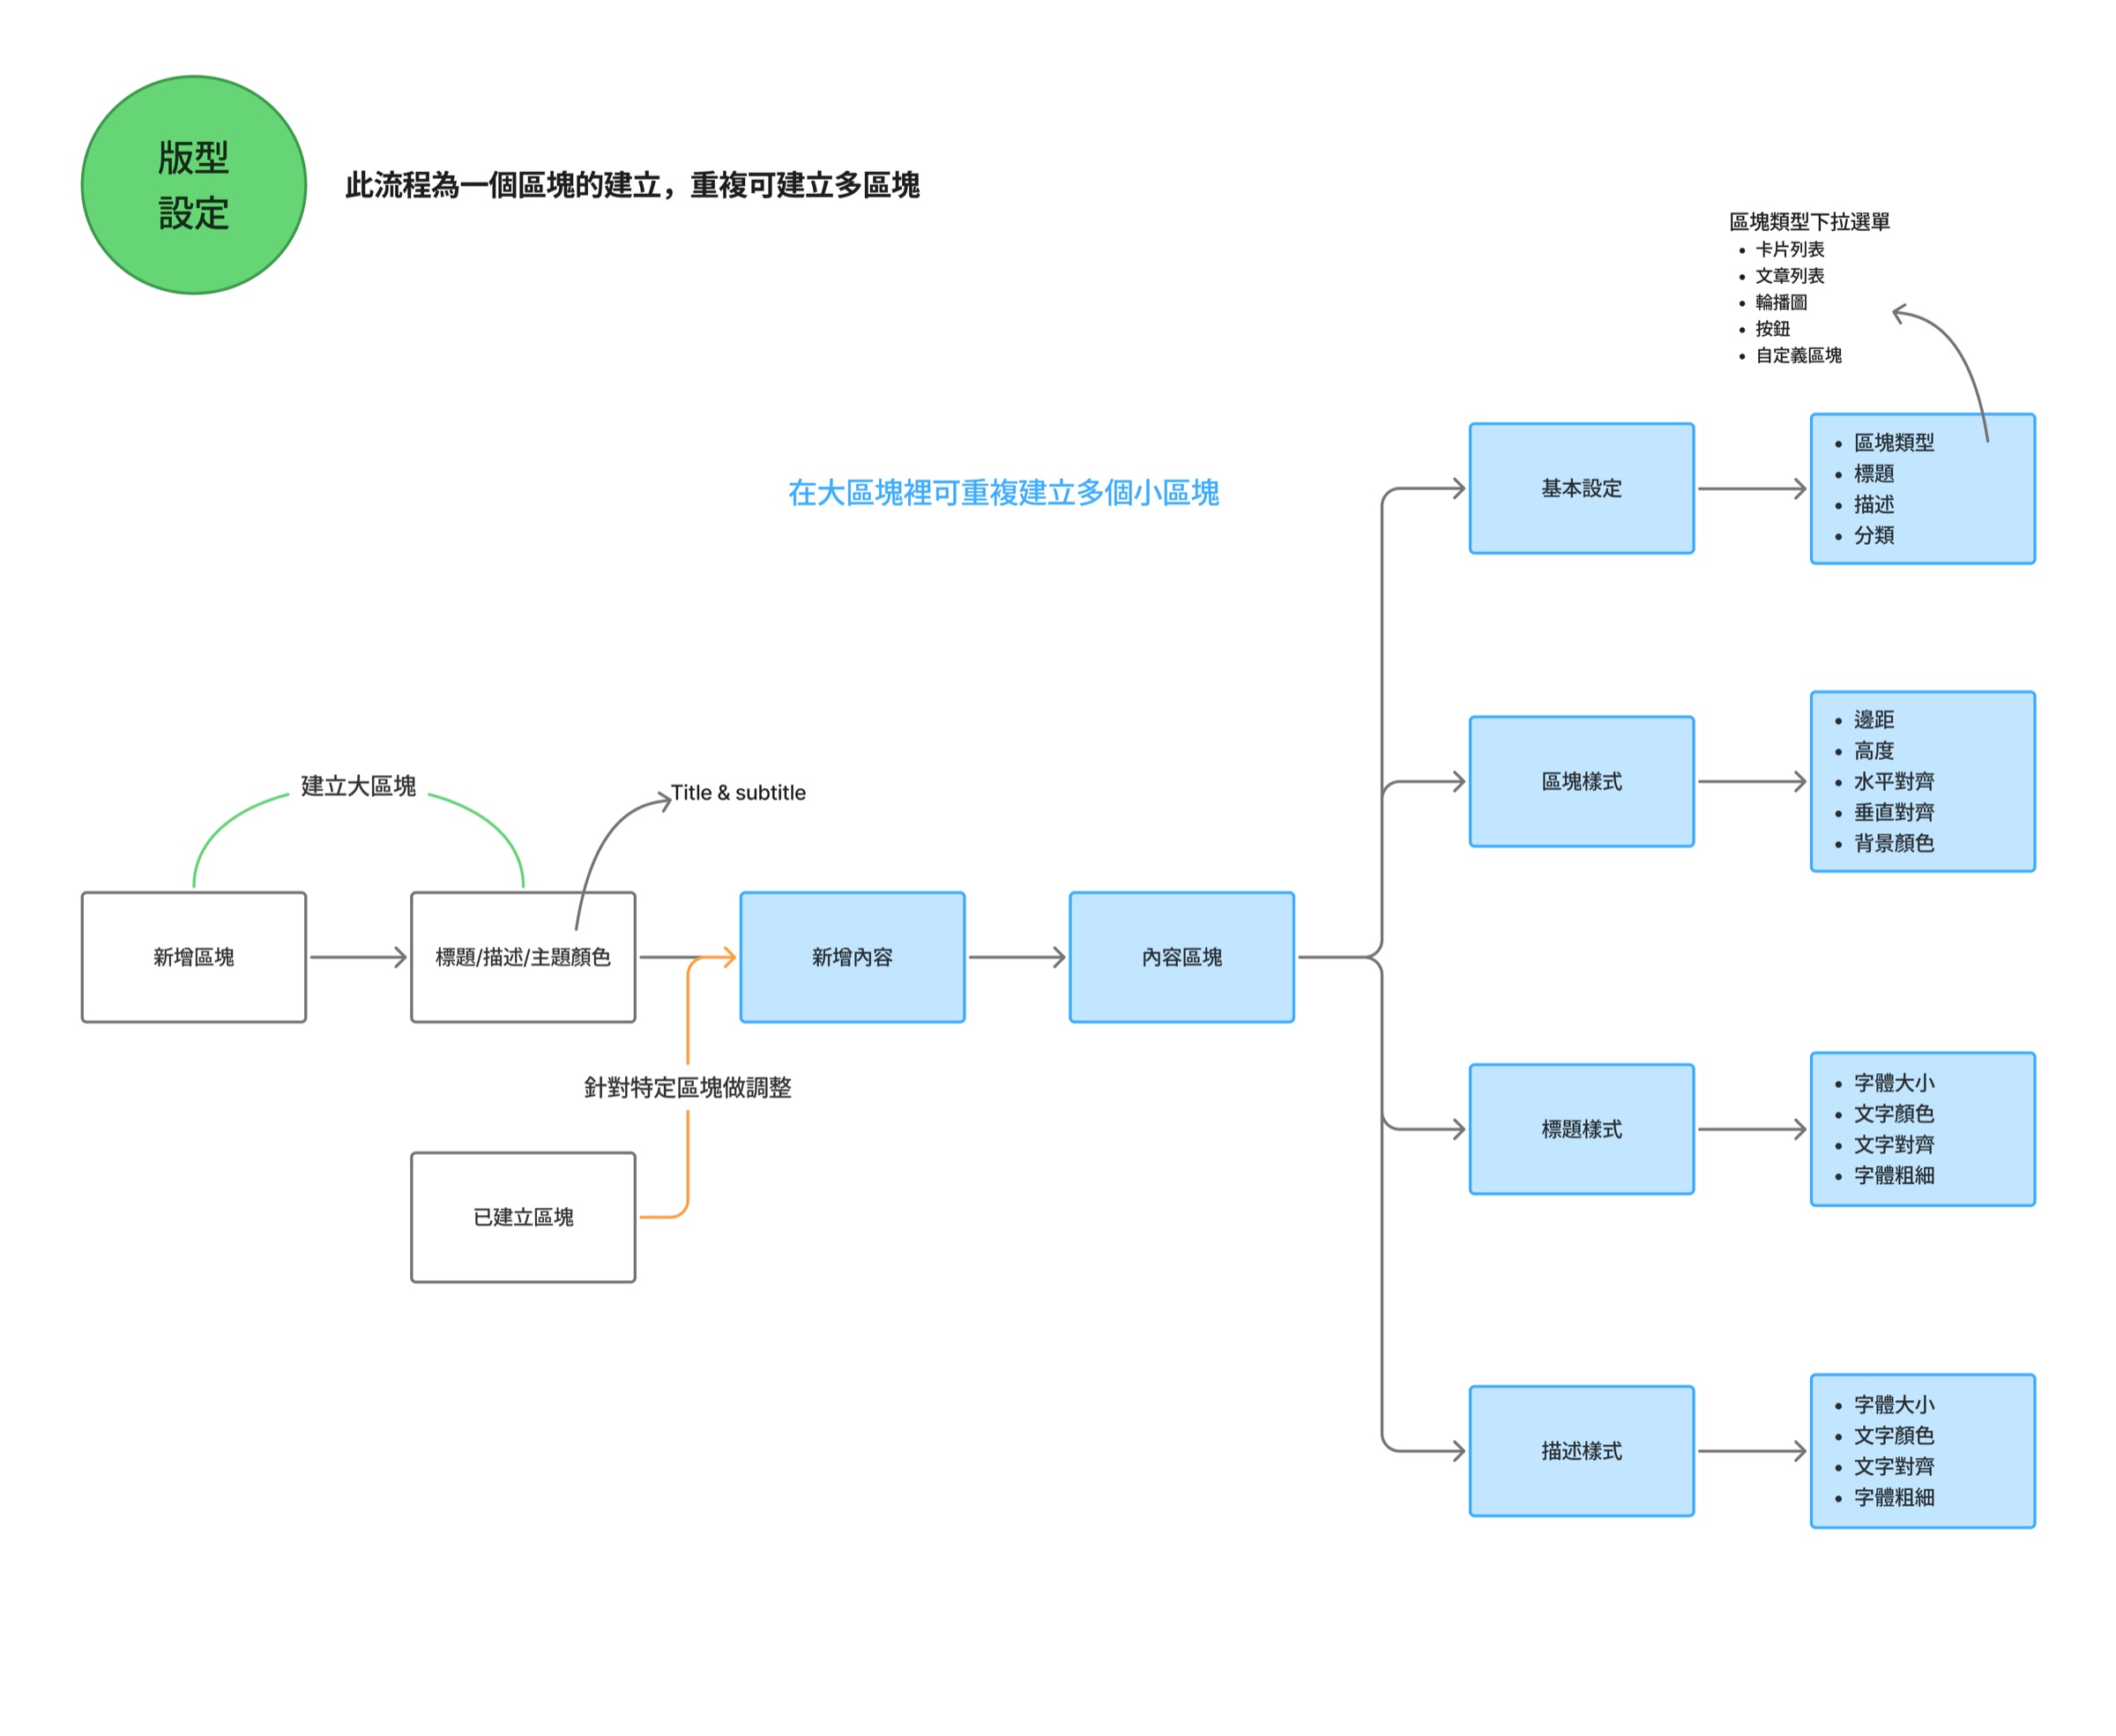 版型
設定
此流程為一個區塊的建立，重複可建立多區塊
區塊類型下拉選單
• 卡片列表
• 文章列表
• 輪播圖
• 按鈕
• 自定義區塊
在大區塊裡可重複建立多個小區塊
基本設定
• 區塊類型
• 標題
• 描述
• 分類
區塊樣式
• 邊距
• 高度
• 水平對齊
• 垂直對齊
• 背景顏色
建立大區塊
Title & subtitle
新增區塊
標題/描述/主題顏色
新增內容
內容區塊
針對特定區塊做調整
已建立區塊
標題樣式
• 字體大小
• 文字顏色
• 文字對齊
• 字體粗細
描述樣式
• 字體大小
• 文字顏色
• 文字對齊
• 字體粗細